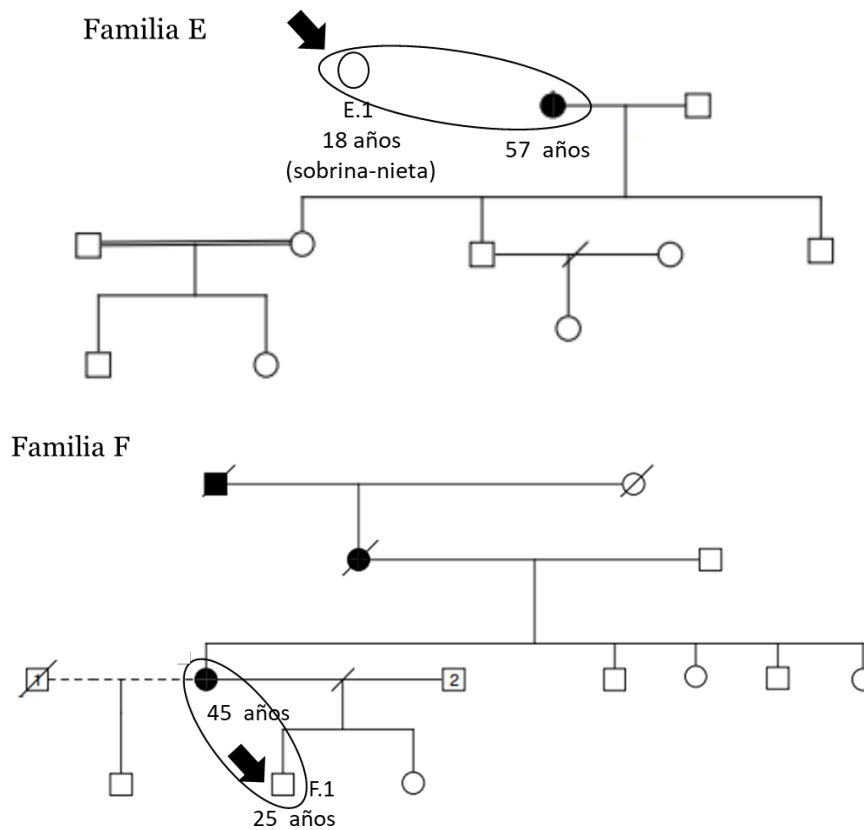 Familia E
E.1
18 años
(sobrina-nieta)
57 años
Familia F
1
2
45 años
F.1
25 años